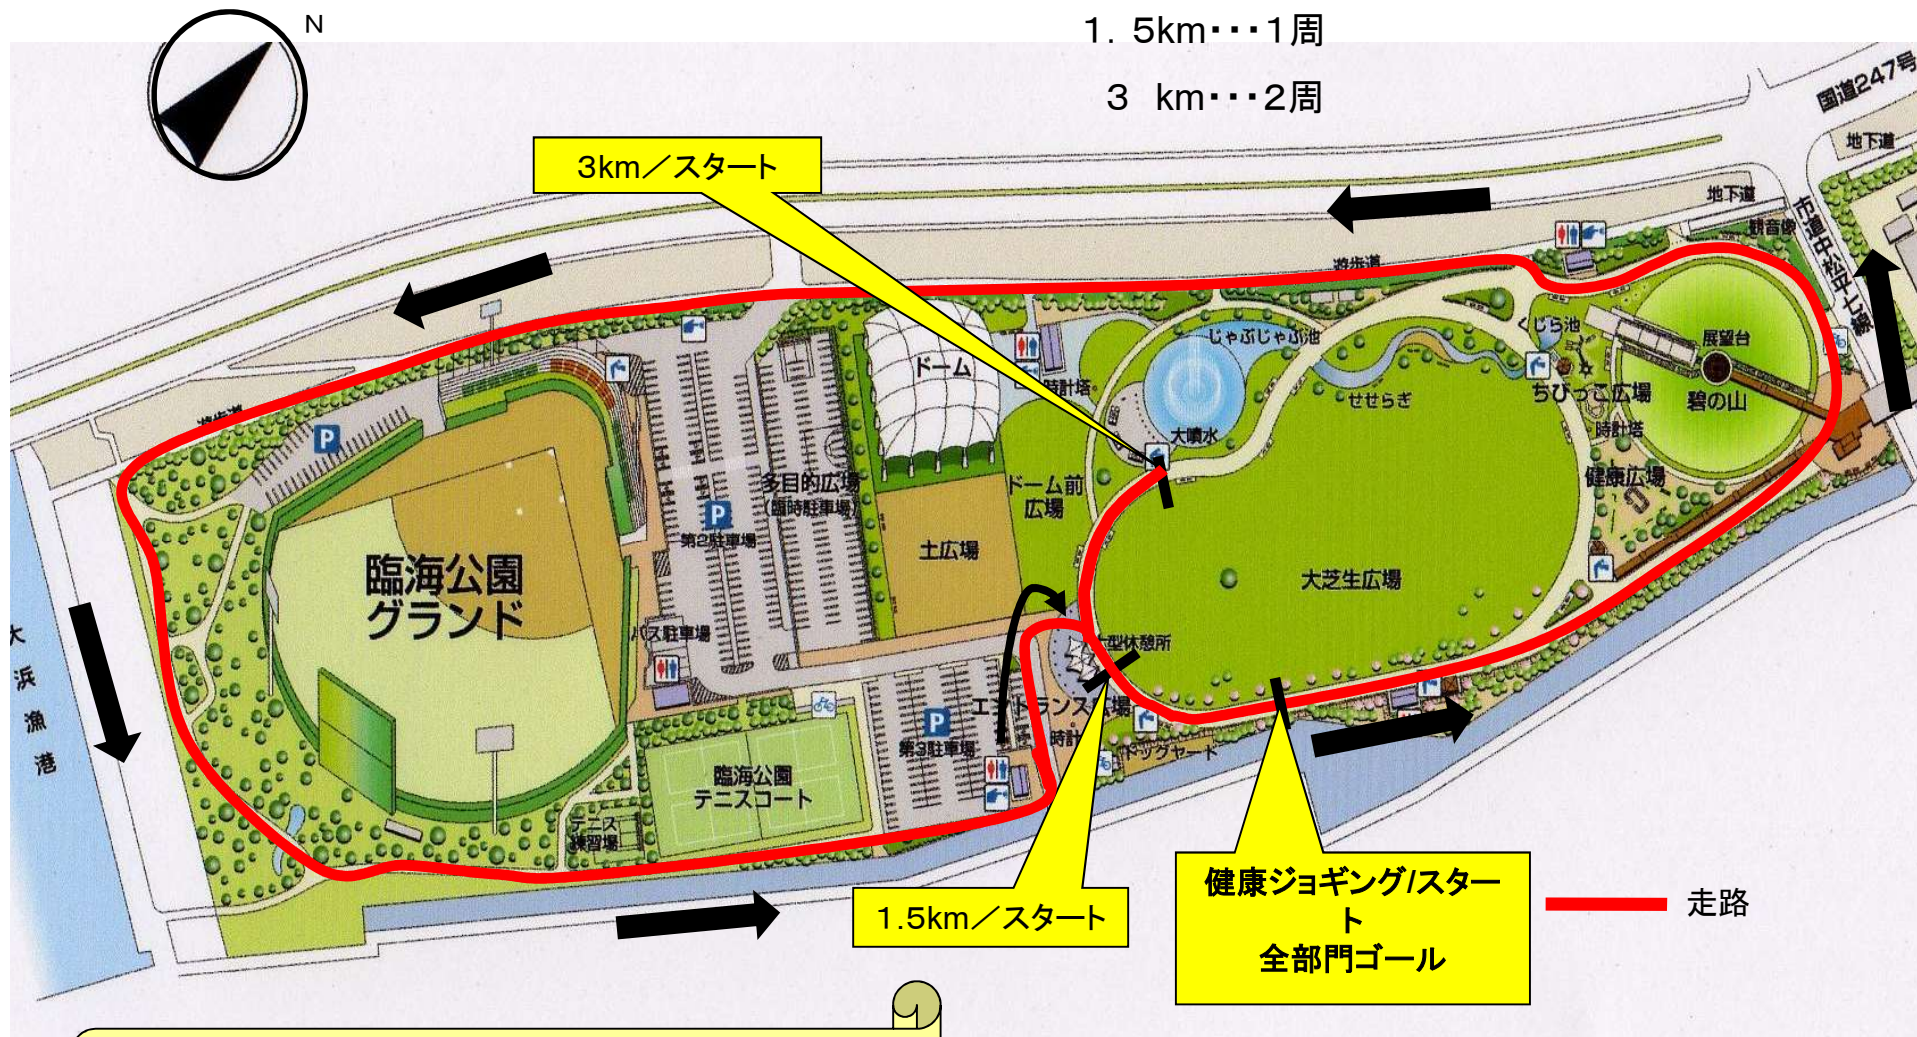 N
1．5km・・・1周
3　km・・・2周
国道247号
地下道
3km／スタート
地下道
観音像
市道中松江口線
遊歩道
じゃぶじゃぶ池
くじら池
展望台
ドーム
時計塔
せせらぎ
ちびっこ広場
碧の山
遊歩道
大噴水
時計塔
P
多目的広場
(臨時駐車場)
ドーム前
広場
健康広場
P
第2駐車場
土広場
大芝生広場
臨海公園
グランド
バス駐車場
大型休憩所
大浜漁港
エントランス広場
P
第3駐車場
時計
ドッグヤード
臨海公園
テニスコート
テニス
練習場
健康ジョギング/スター
ト
全部門ゴール
1.5km／スタート
走路